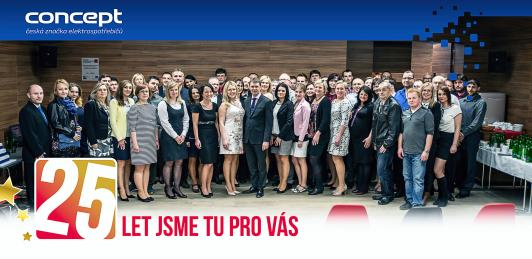 concept
česká značka elektrospotřebičů
25
LET JSME TU PRO VÁS